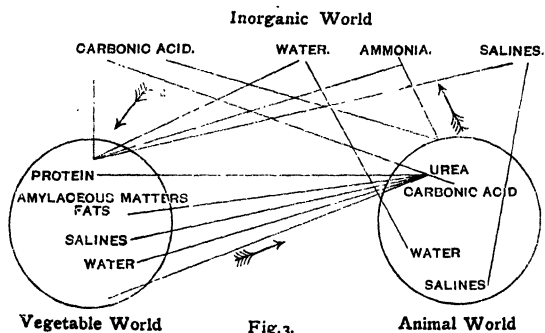 Inorganic World
CARBONIC ACID. WATER. AMMONIA. SALINES.
PROTEIN
AMYLACEOUS MATTERS
FATS
SALINES
WATER
UREA
CARBONIC ACID
WATER
SALINES
Vegetable World Fig.3. Animal World